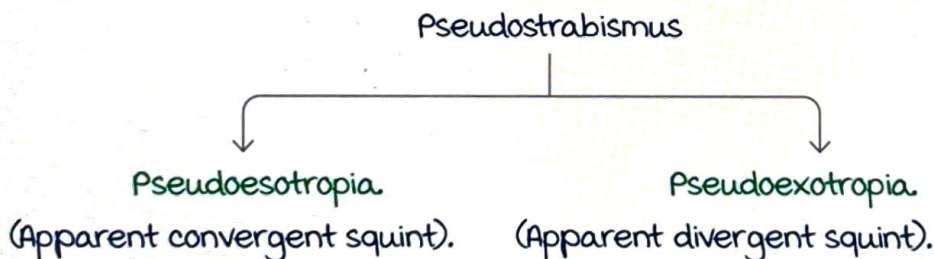 Pseudostrabismus
Pseudoesotropia
Pseudoexotropia
(Apparent convergent squint).
(Apparent divergent squint).